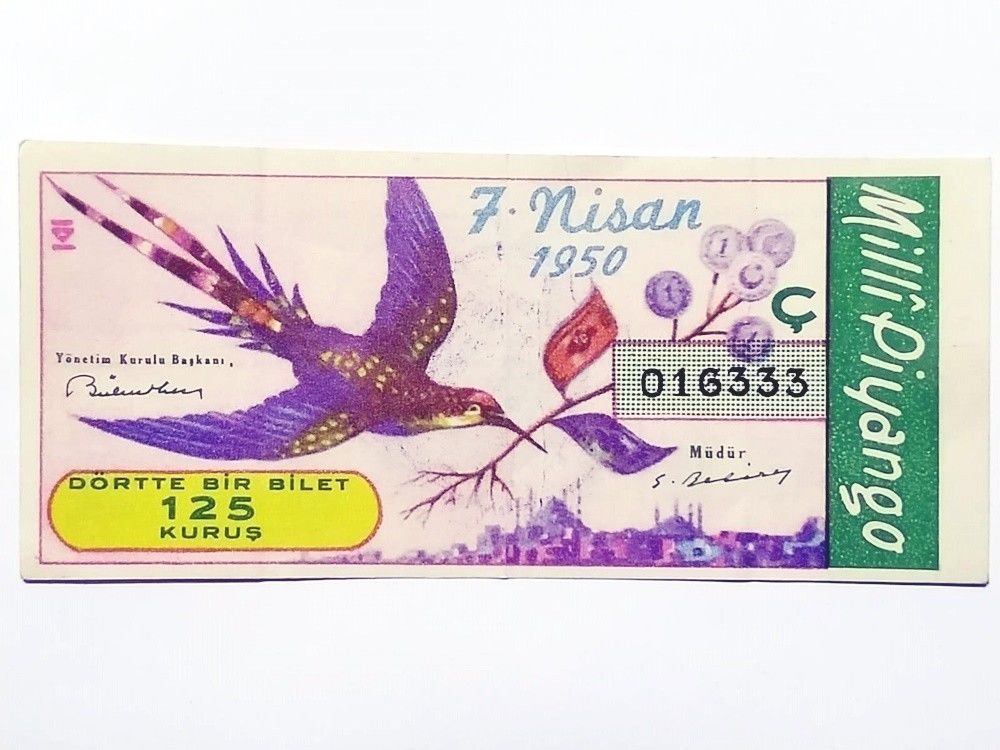 7. Nisan
1950
Ç
016333
Yönetim Kurulu Başkanı,
Müdür
DÖRTTE BİR BİLET
125
KURUŞ
Milli Piyango